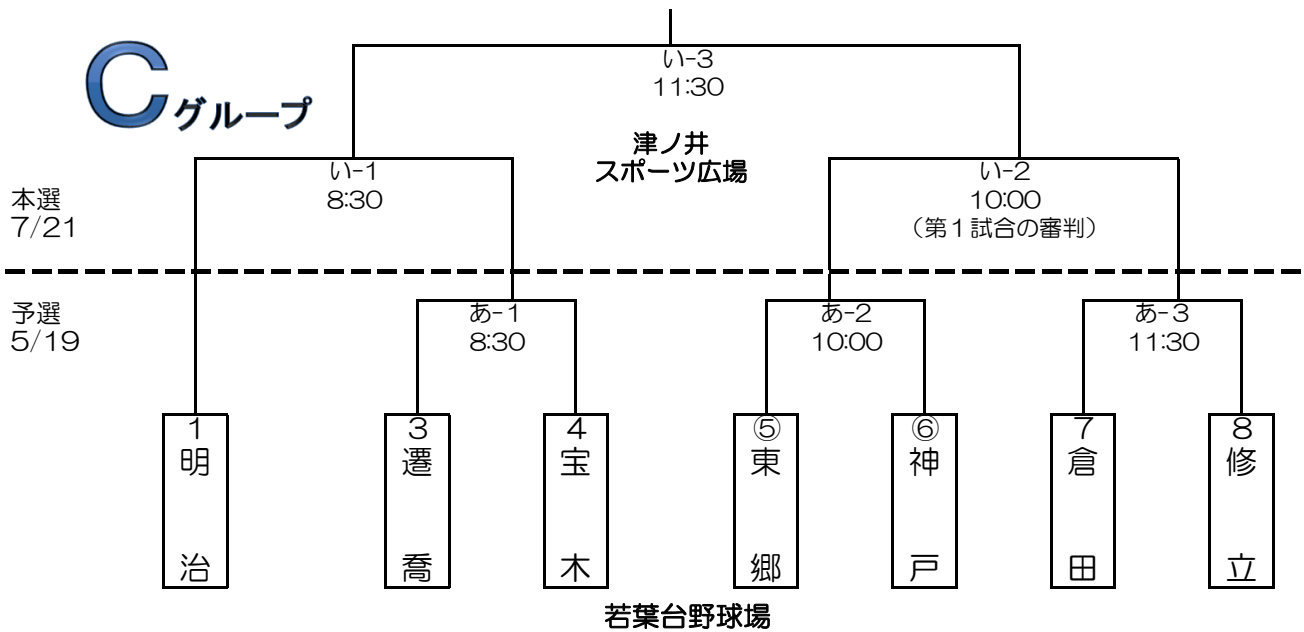 い-3
11:30
Cグループ
津ノ井
スポーツ広場
い-1
8:30
い-2
10:00
（第１試合の審判）
本選
7/21
予選
5/19
あ-1
8:30
あ-2
10:00
あ-3
11:30
1
明治
3
遷喬
4
宝木
⑤
東郷
⑥
神戸
7
倉田
8
修立
若葉台野球場